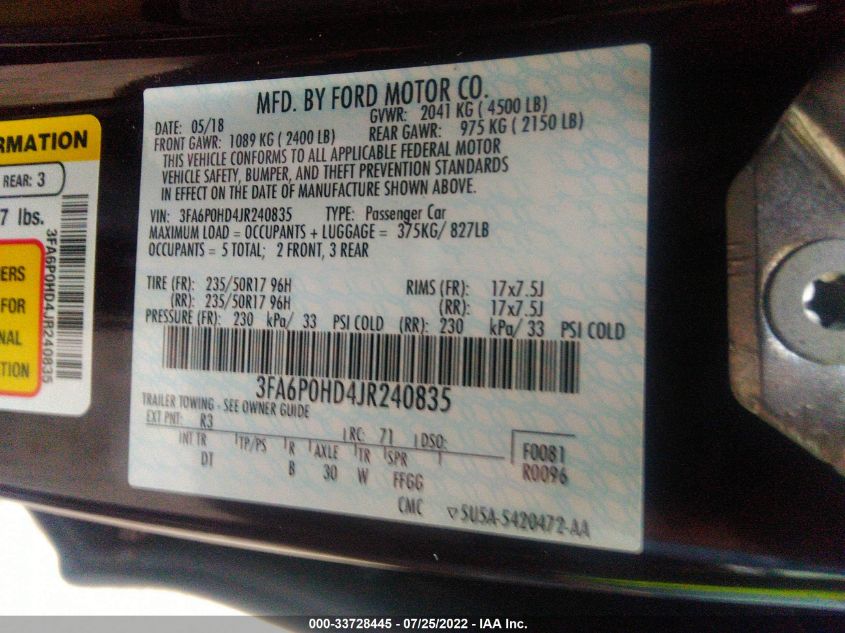 RMATION
REAR: 3
7 lbs.
ERS
FOR
NAL
TION
3FA6P0HD4JR240835
MFD. BY FORD MOTOR CO.
DATE: 05/18 GVWR: 2041 KG ( 4500 LB)
FRONT GAWR: 1089 KG ( 2400 LB) REAR GAWR: 975 KG ( 2150 LB)
THIS VEHICLE CONFORMS TO ALL APPLICABLE FEDERAL MOTOR
VEHICLE SAFETY, BUMPER, AND THEFT PREVENTION STANDARDS
IN EFFECT ON THE DATE OF MANUFACTURE SHOWN ABOVE.
VIN: 3FA6P0HD4JR240835 TYPE: Passenger Car
MAXIMUM LOAD = OCCUPANTS + LUGGAGE = 375KG/ 827LB
OCCUPANTS = 5 TOTAL; 2 FRONT, 3 REAR
TIRE (FR): 235/50R17 96H RIMS (FR): 17x7.5J
(RR): 235/50R17 96H (RR): 17x7.5J
PRESSURE (FR): 230 kPa/ 33 PSI COLD (RR): 230 kPa/ 33 PSI COLD
3FA6P0HD4JR240835
TRAILER TOWING - SEE OWNER GUIDE
EXT PNT: R3 RC: 71 DSO: F0081
INT TR TP/PS R AXLE TR SPR R0096
DT B 30 W FFGG
CMC ▽5U5A-5420472-AA
000-33728445 - 07/25/2022 - IAA Inc.